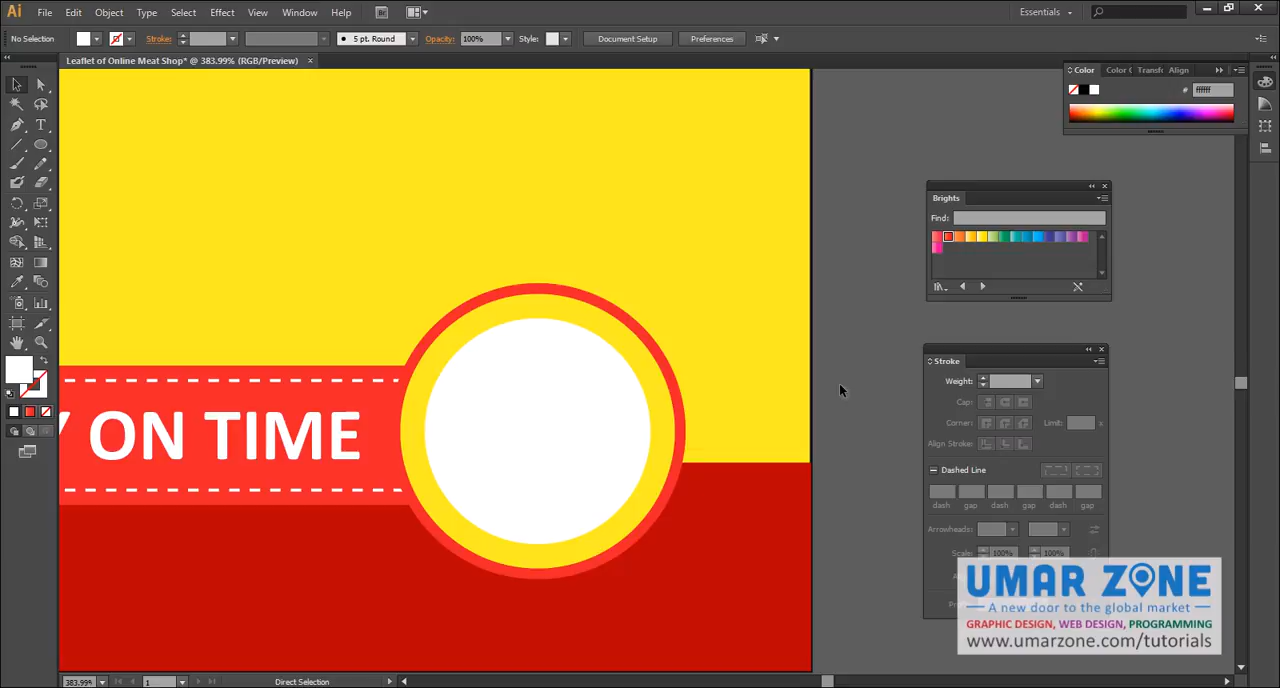 Ai File Edit Object Type Select Effect View Window Help Br Essentials
No Selection Stroke: 5 pt. Round Opacity: 100% Style: Document Setup Preferences
Leaflet of Online Meat Shop* @ 383.99% (RGB/Preview) ×
Color Color Transf Align
# ffffff
Brights
Find:
Stroke
Weight:
Cap:
Corner: Limit: x
Align Stroke:
Dashed Line
dash gap dash gap dash gap
Arrowheads:
Scale: 100% 100%
Y ON TIME
UMAR ZONE
A new door to the global market
GRAPHIC DESIGN, WEB DESIGN, PROGRAMMING
www.umarzone.com/tutorials
383.99% 1 Direct Selection